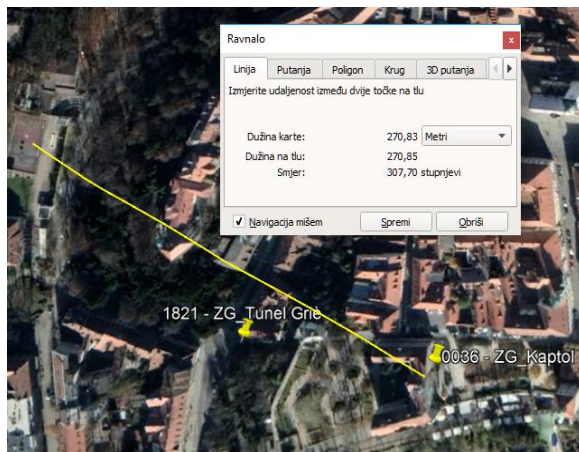 Ravnalo
x
Linija Putanja Poligon Krug 3D putanja
Izmjerite udaljenost između dvije točke na tlu
Dužina karte: 270,83 Metri
Dužina na tlu: 270,85
Smjer: 307,70 stupnjevi
Navigacija mišem Spremi Obriši
1821 - ZG_Tunel Grič
0036 - ZG_Kaptol